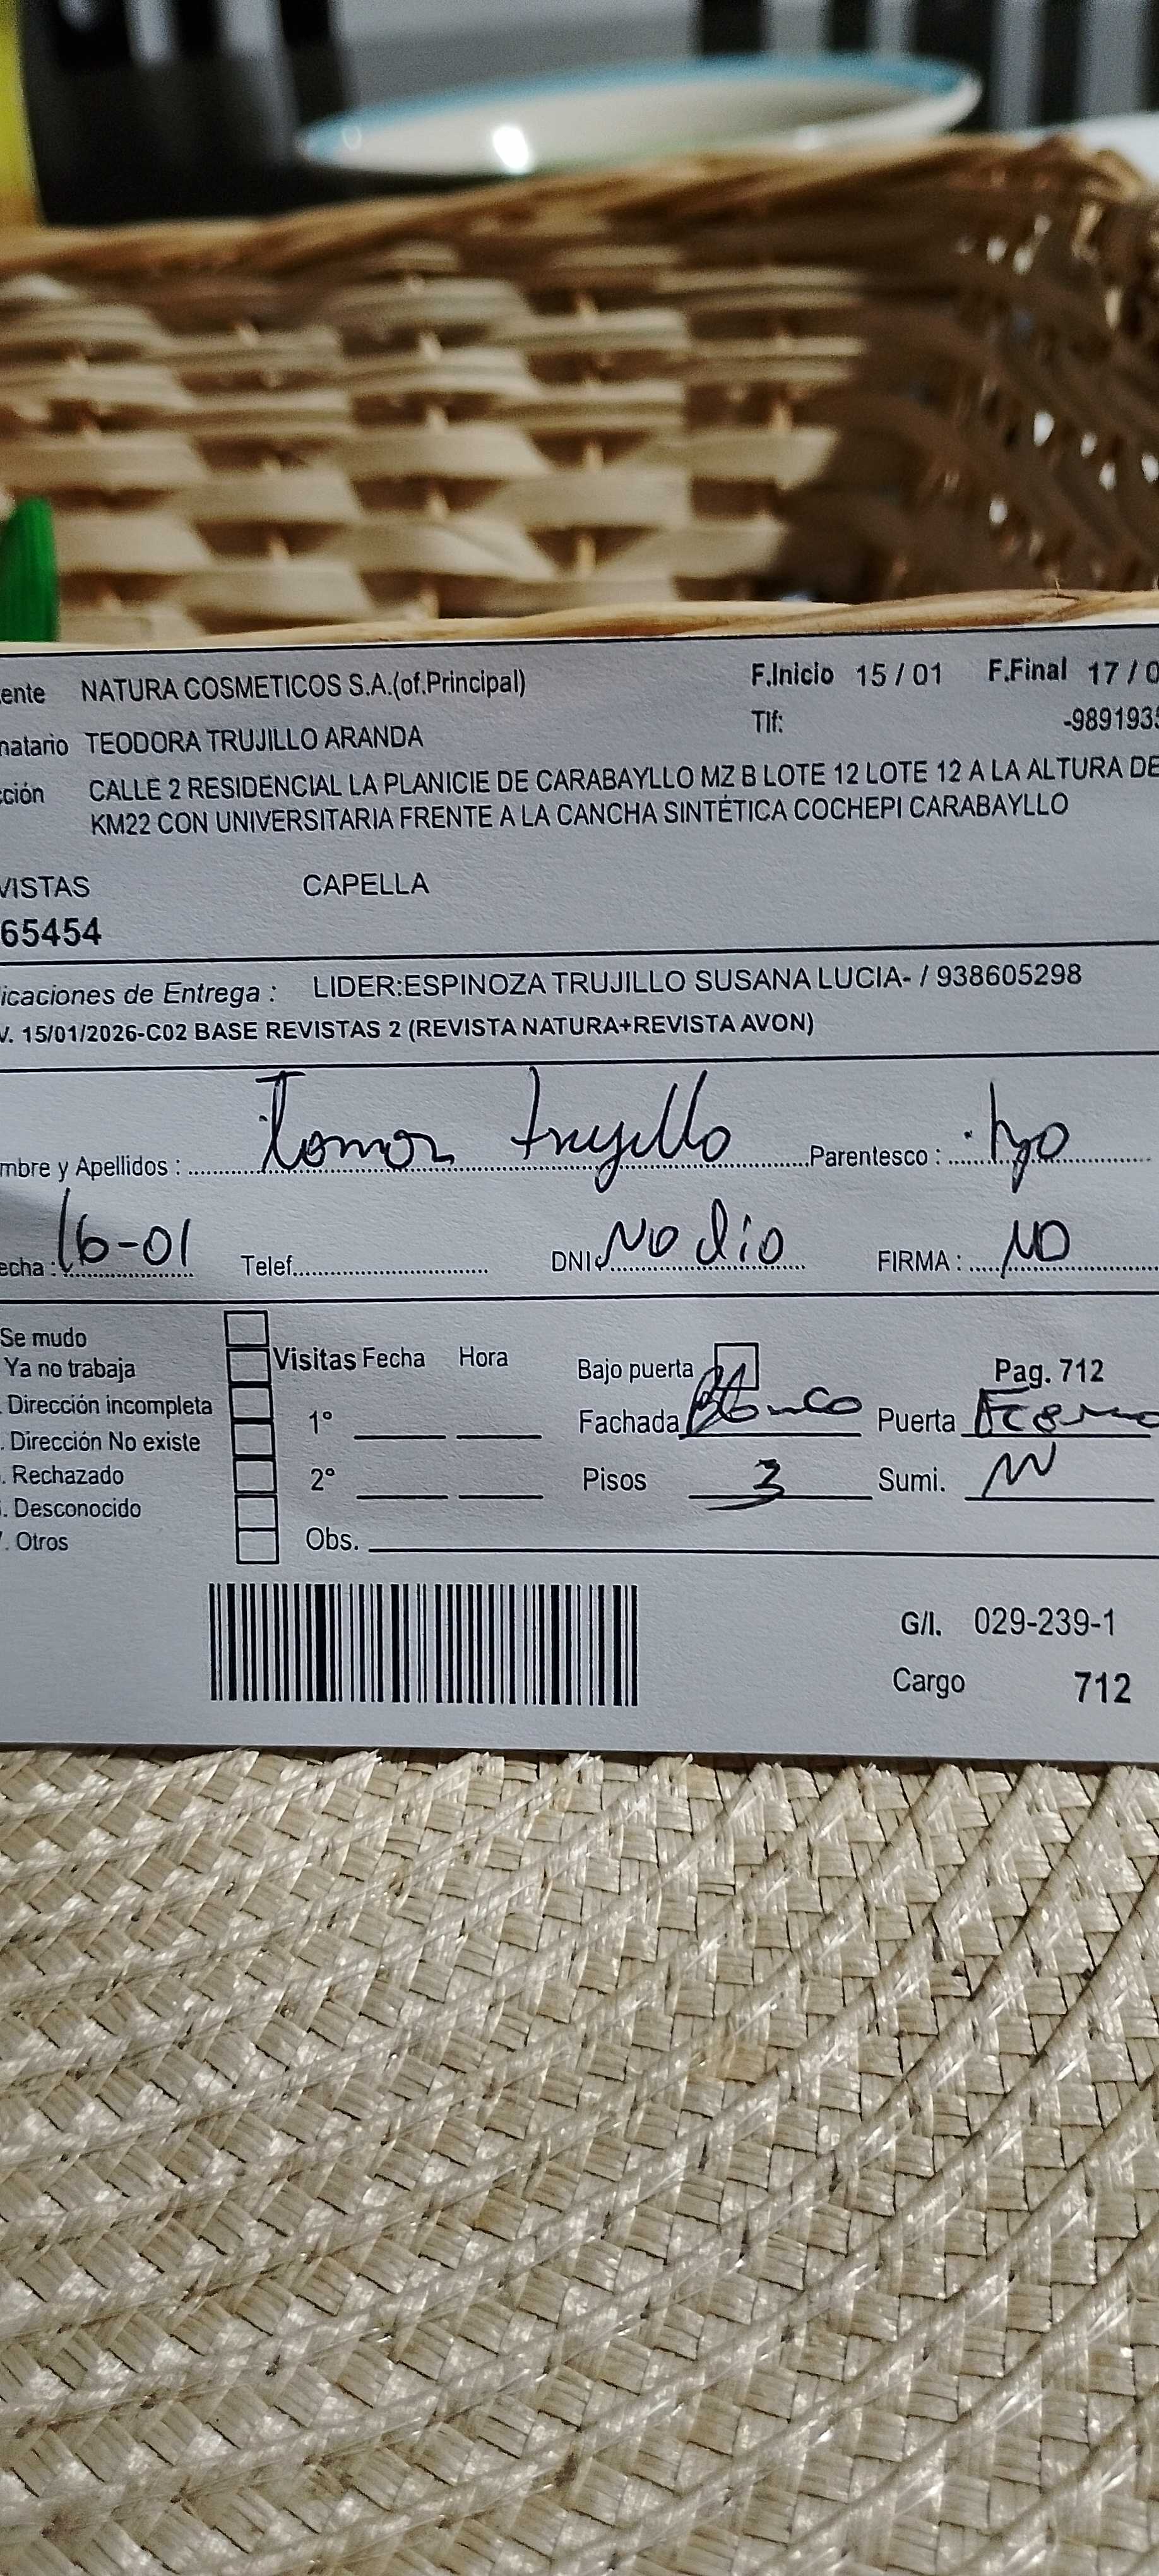 ente NATURA COSMETICOS S.A.(of.Principal) F.Inicio 15 / 01 F.Final 17 / 0
natario TEODORA TRUJILLO ARANDA Tlf: -9891935
cción CALLE 2 RESIDENCIAL LA PLANICIE DE CARABAYLLO MZ B LOTE 12 LOTE 12 A LA ALTURA DE
KM22 CON UNIVERSITARIA FRENTE A LA CANCHA SINTÉTICA COCHEPI CARABAYLLO
VISTAS CAPELLA
65454
icaciones de Entrega : LIDER:ESPINOZA TRUJILLO SUSANA LUCIA- / 938605298
V. 15/01/2026-C02 BASE REVISTAS 2 (REVISTA NATURA+REVISTA AVON)
mbre y Apellidos : trujillo Parentesco :
echa : 16-01 Telef. DNI No dio FIRMA : NO
Se mudo
Ya no trabaja Visitas Fecha Hora Bajo puerta Pag. 712
. Dirección incompleta 1° Fachada Blanco Puerta
. Dirección No existe
. Rechazado 2° Pisos 3 Sumi.
. Desconocido
. Otros Obs.
G/I. 029-239-1
Cargo 712